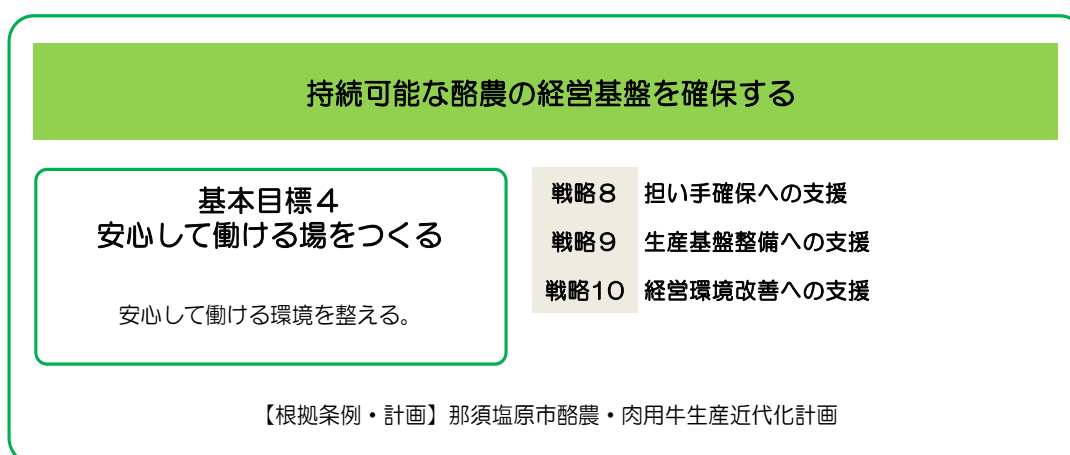 持続可能な酪農の経営基盤を確保する
基本目標４
安心して働ける場をつくる
安心して働ける環境を整える。
戦略８ 担い手確保への支援
戦略９ 生産基盤整備への支援
戦略１０ 経営環境改善への支援
【根拠条例・計画】那須塩原市酪農・肉用牛生産近代化計画